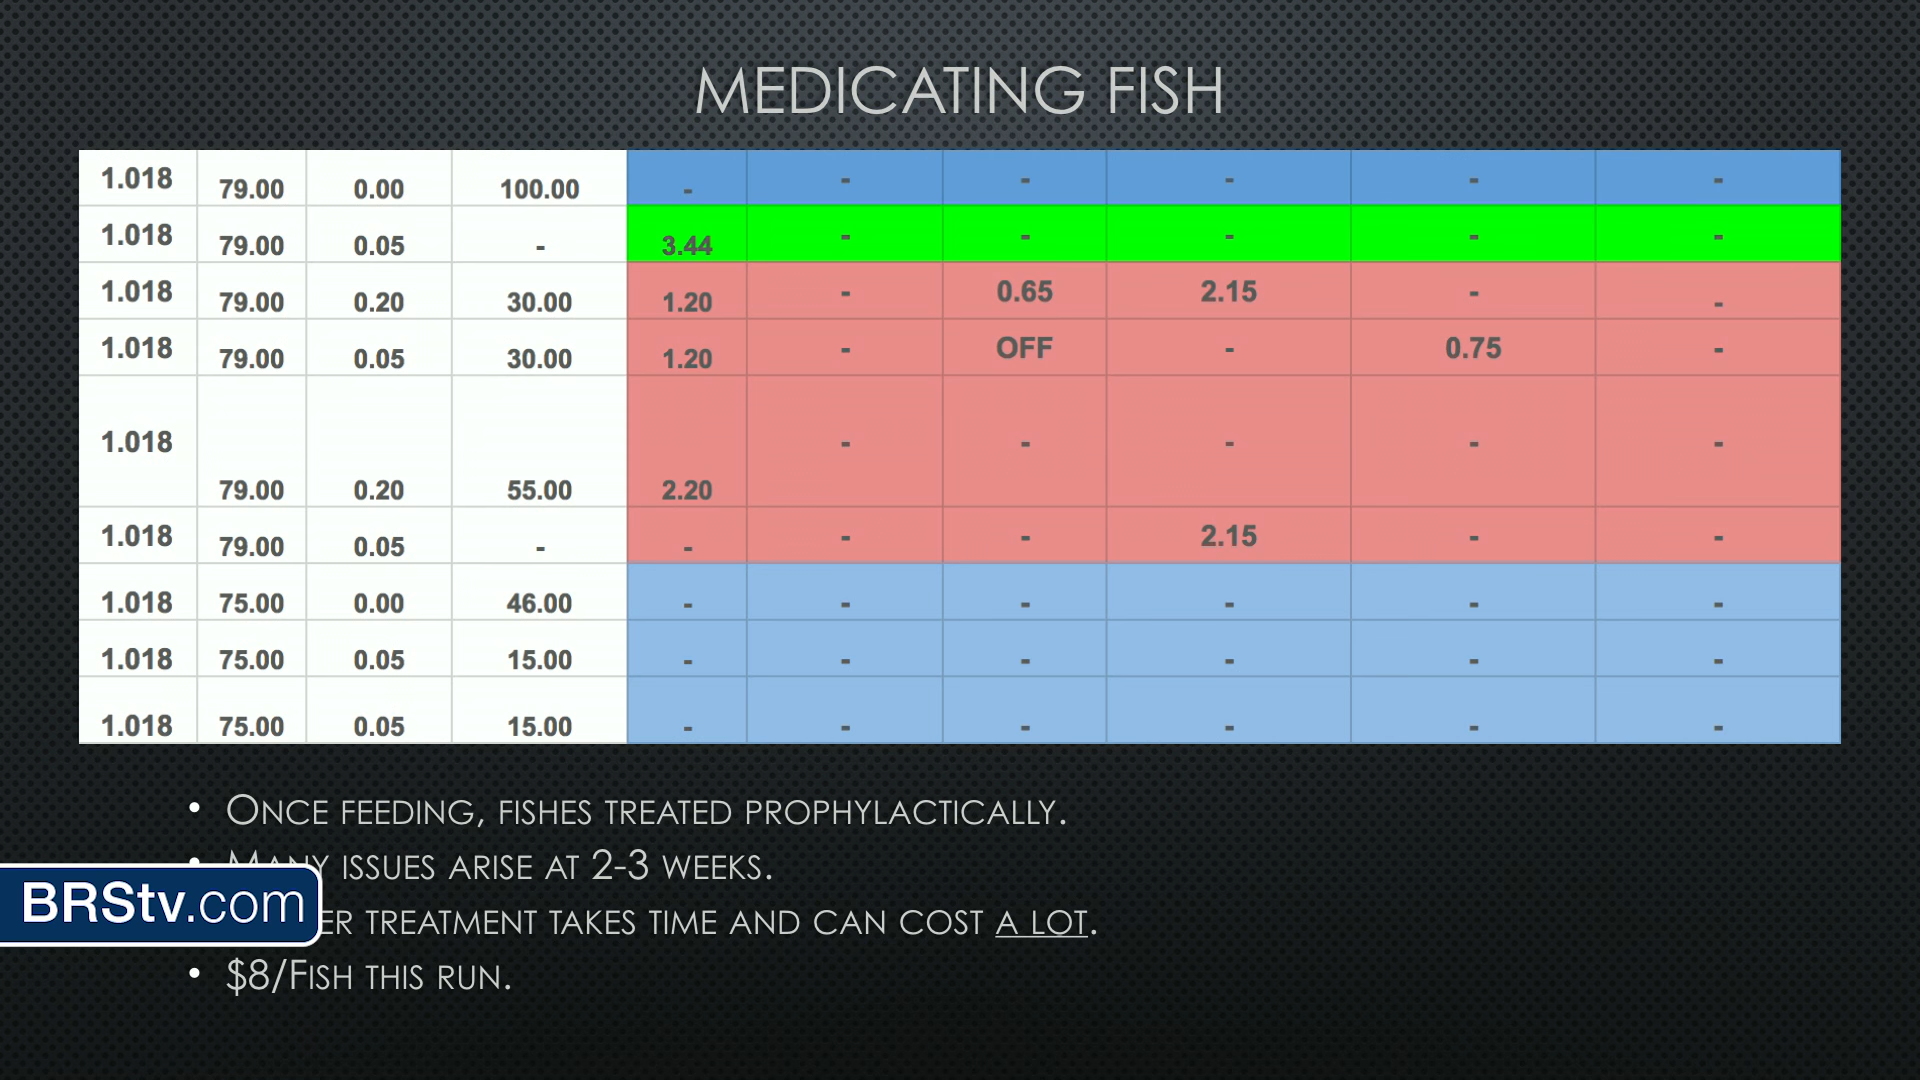 MEDICATING FISH
1.018 79.00 0.00 100.00 - - - - - -
1.018 79.00 0.05 - 3.44 - - - - -
1.018 79.00 0.20 30.00 1.20 - 0.65 2.15 - -
1.018 79.00 0.05 30.00 1.20 - OFF - 0.75 -
1.018 79.00 0.20 55.00 2.20 - - - - -
1.018 79.00 0.05 - - - - 2.15 - -
1.018 75.00 0.00 46.00 - - - - - -
1.018 75.00 0.05 15.00 - - - - - -
1.018 75.00 0.05 15.00 - - - - - -
• ONCE FEEDING, FISHES TREATED PROPHYLACTICALLY.
• MANY ISSUES ARISE AT 2-3 WEEKS.
TREATMENT TAKES TIME AND CAN COST A LOT.
• $8/FISH THIS RUN.
BRStv.com